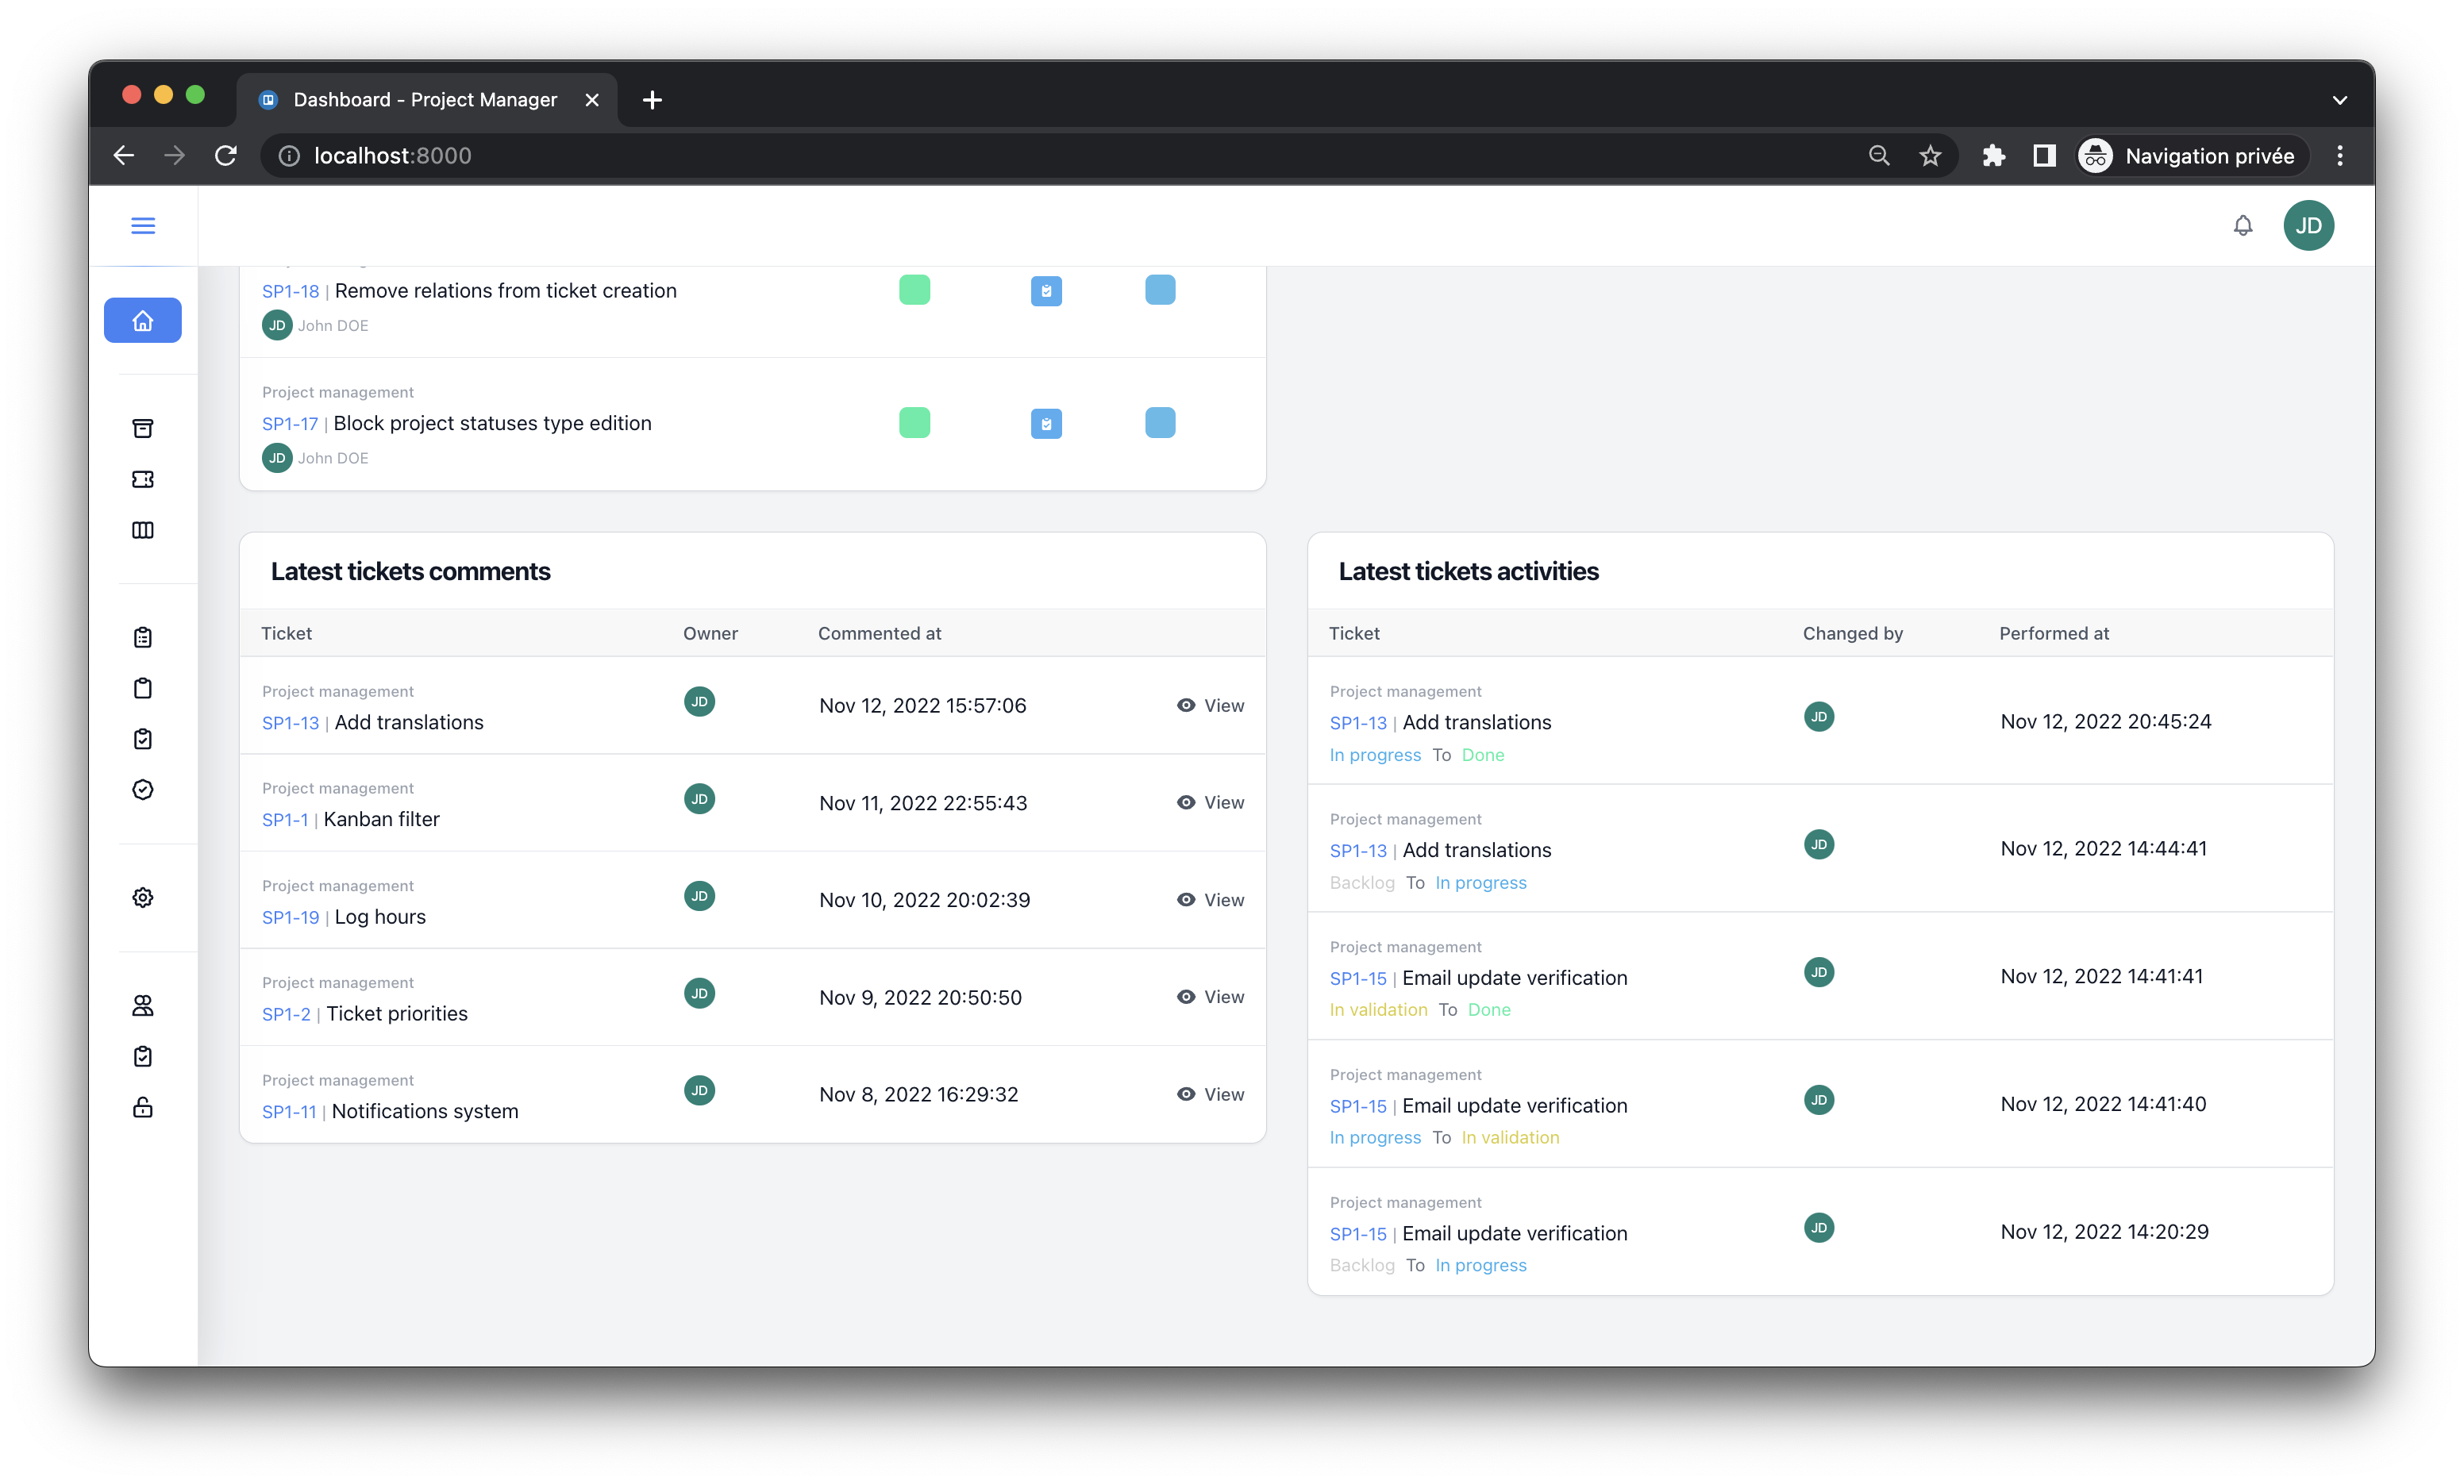 Dashboard - Project Manager
localhost:8000
Navigation privée
JD
SP1-18 | Remove relations from ticket creation
JD John DOE
Project management
SP1-17 | Block project statuses type edition
JD John DOE
Latest tickets comments
Ticket Owner Commented at
Project management
SP1-13 | Add translations
JD Nov 12, 2022 15:57:06 View
Project management
SP1-1 | Kanban filter
JD Nov 11, 2022 22:55:43 View
Project management
SP1-19 | Log hours
JD Nov 10, 2022 20:02:39 View
Project management
SP1-2 | Ticket priorities
JD Nov 9, 2022 20:50:50 View
Project management
SP1-11 | Notifications system
JD Nov 8, 2022 16:29:32 View
Latest tickets activities
Ticket Changed by Performed at
Project management
SP1-13 | Add translations
In progress To Done
JD Nov 12, 2022 20:45:24
Project management
SP1-13 | Add translations
Backlog To In progress
JD Nov 12, 2022 14:44:41
Project management
SP1-15 | Email update verification
In validation To Done
JD Nov 12, 2022 14:41:41
Project management
SP1-15 | Email update verification
In progress To In validation
JD Nov 12, 2022 14:41:40
Project management
SP1-15 | Email update verification
Backlog To In progress
JD Nov 12, 2022 14:20:29